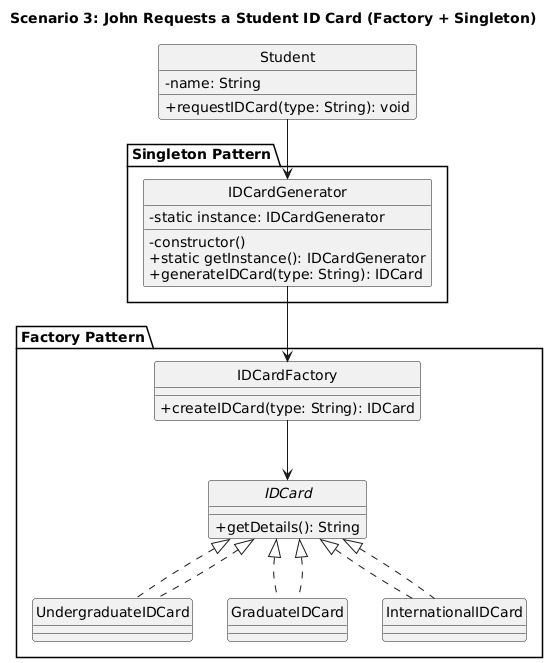 Scenario 3: John Requests a Student ID Card (Factory + Singleton)
Student
-name: String
+requestIDCard(type: String): void
Singleton Pattern
IDCardGenerator
-static instance: IDCardGenerator
-constructor()
+static getInstance(): IDCardGenerator
+generateIDCard(type: String): IDCard
Factory Pattern
IDCardFactory
+createIDCard(type: String): IDCard
IDCard
+getDetails(): String
UndergraduateIDCard
GraduateIDCard
InternationalIDCard